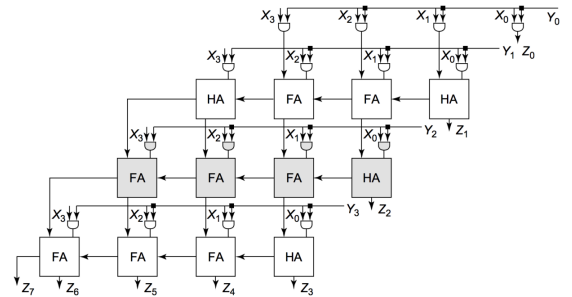 X3 X2 X1 X0 Y0
X3 X2 X1 X0 Y1 Z0
HA FA FA HA
Z1
X3 X2 X1 X0 Y2
FA FA FA HA
Z2
X3 X2 X1 X0 Y3
FA FA FA HA
Z7 Z6 Z5 Z4 Z3